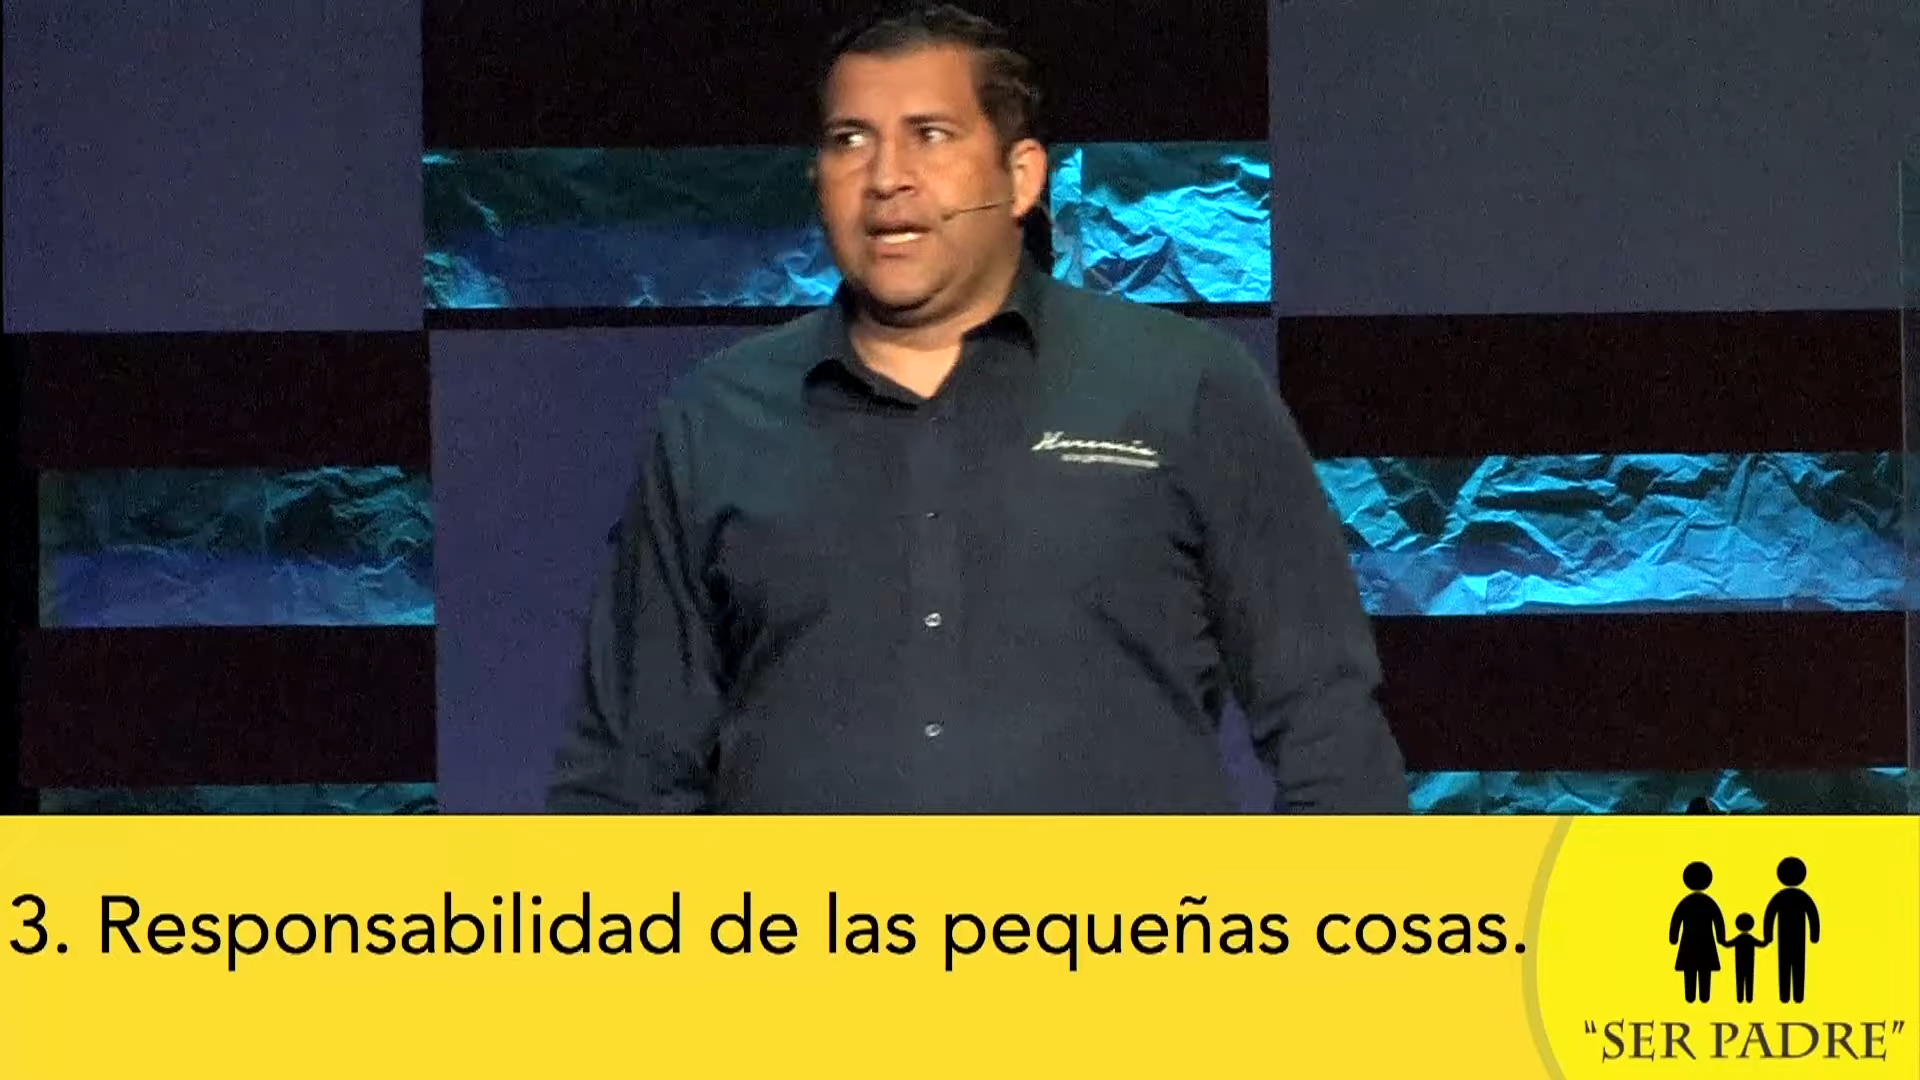 3. Responsabilidad de las pequeñas cosas.
“SER PADRE”